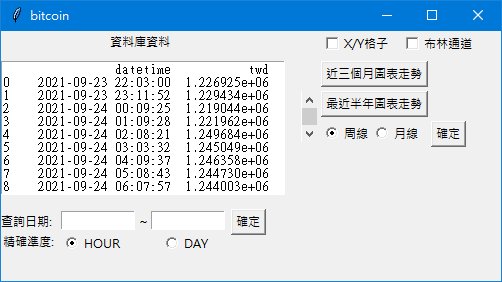 bitcoin
資料庫資料
X/Y格子 布林通道
datetime twd
0 2021-09-23 22:03:00 1.226925e+06
1 2021-09-23 23:11:52 1.229434e+06
2 2021-09-24 00:09:25 1.219044e+06
3 2021-09-24 01:09:28 1.221962e+06
4 2021-09-24 02:08:21 1.249684e+06
5 2021-09-24 03:03:32 1.245049e+06
6 2021-09-24 04:09:37 1.246358e+06
7 2021-09-24 05:08:43 1.244730e+06
8 2021-09-24 06:07:57 1.244003e+06
近三個月圖表走勢
最近半年圖表走勢
周線 月線 確定
查詢日期: ~ 確定
精確準度: HOUR DAY